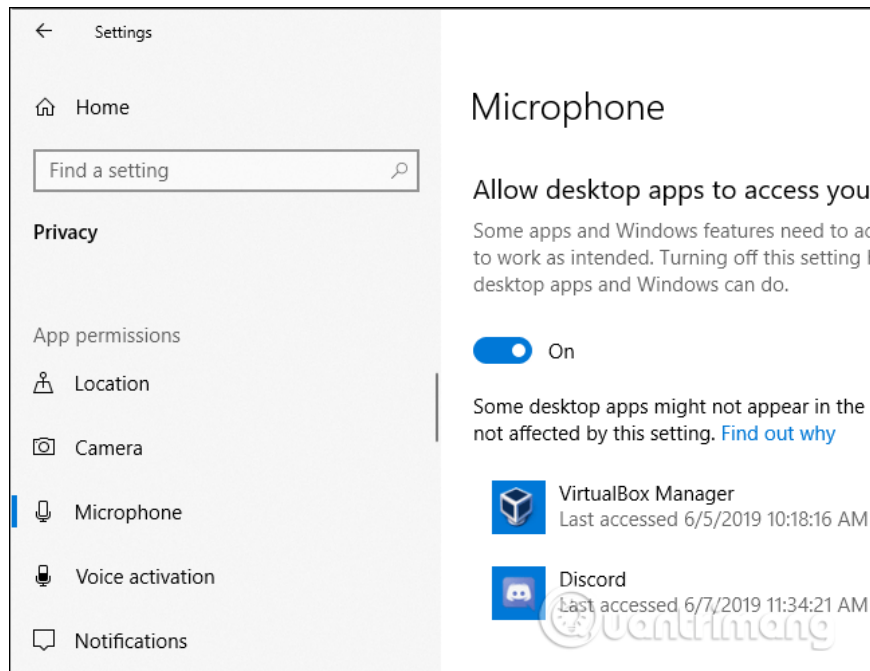 Settings
Home
Find a setting
Privacy
App permissions
Location
Camera
Microphone
Voice activation
Notifications
Microphone
Allow desktop apps to access you
Some apps and Windows features need to ac
to work as intended. Turning off this setting
desktop apps and Windows can do.
On
Some desktop apps might not appear in the
not affected by this setting. Find out why
VirtualBox Manager
Last accessed 6/5/2019 10:18:16 AM
Discord
Last accessed 6/7/2019 11:34:21 AM
Quantrimang